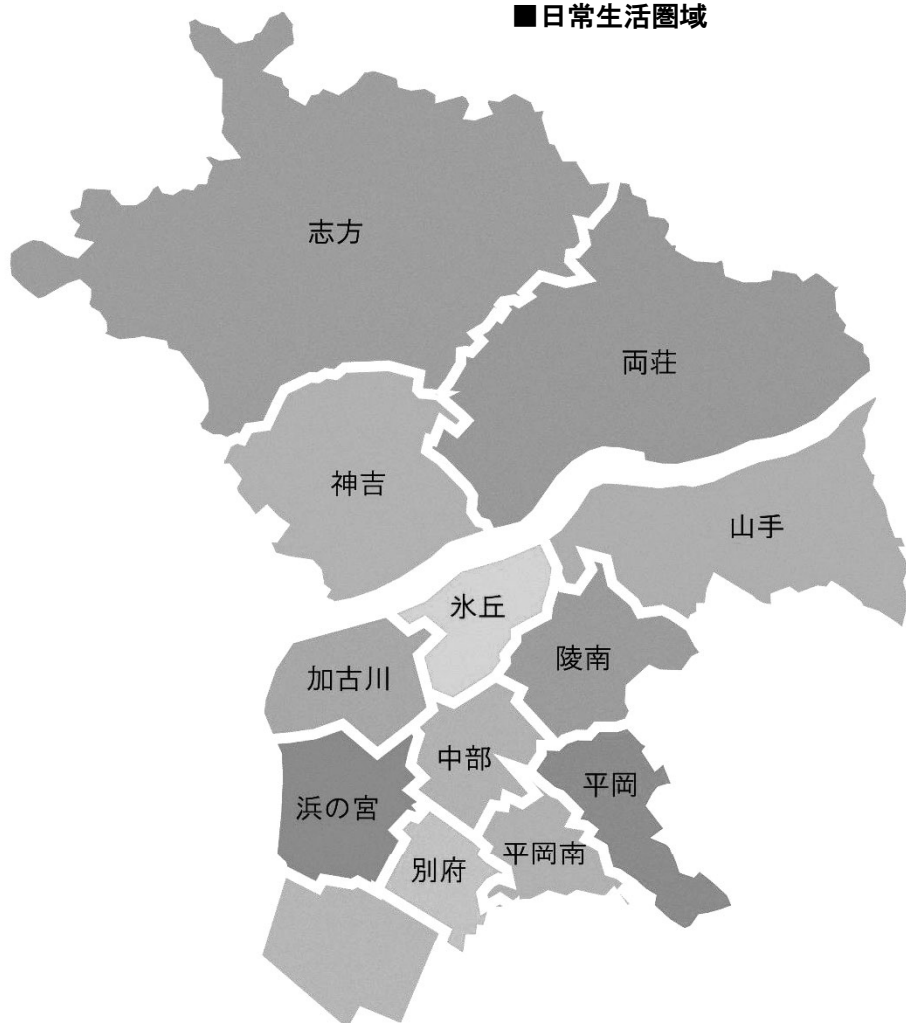 ■日常生活圏域
志方
両荘
神吉
山手
氷丘
陵南
加古川
中部
平岡
浜の宮
平岡南
別府